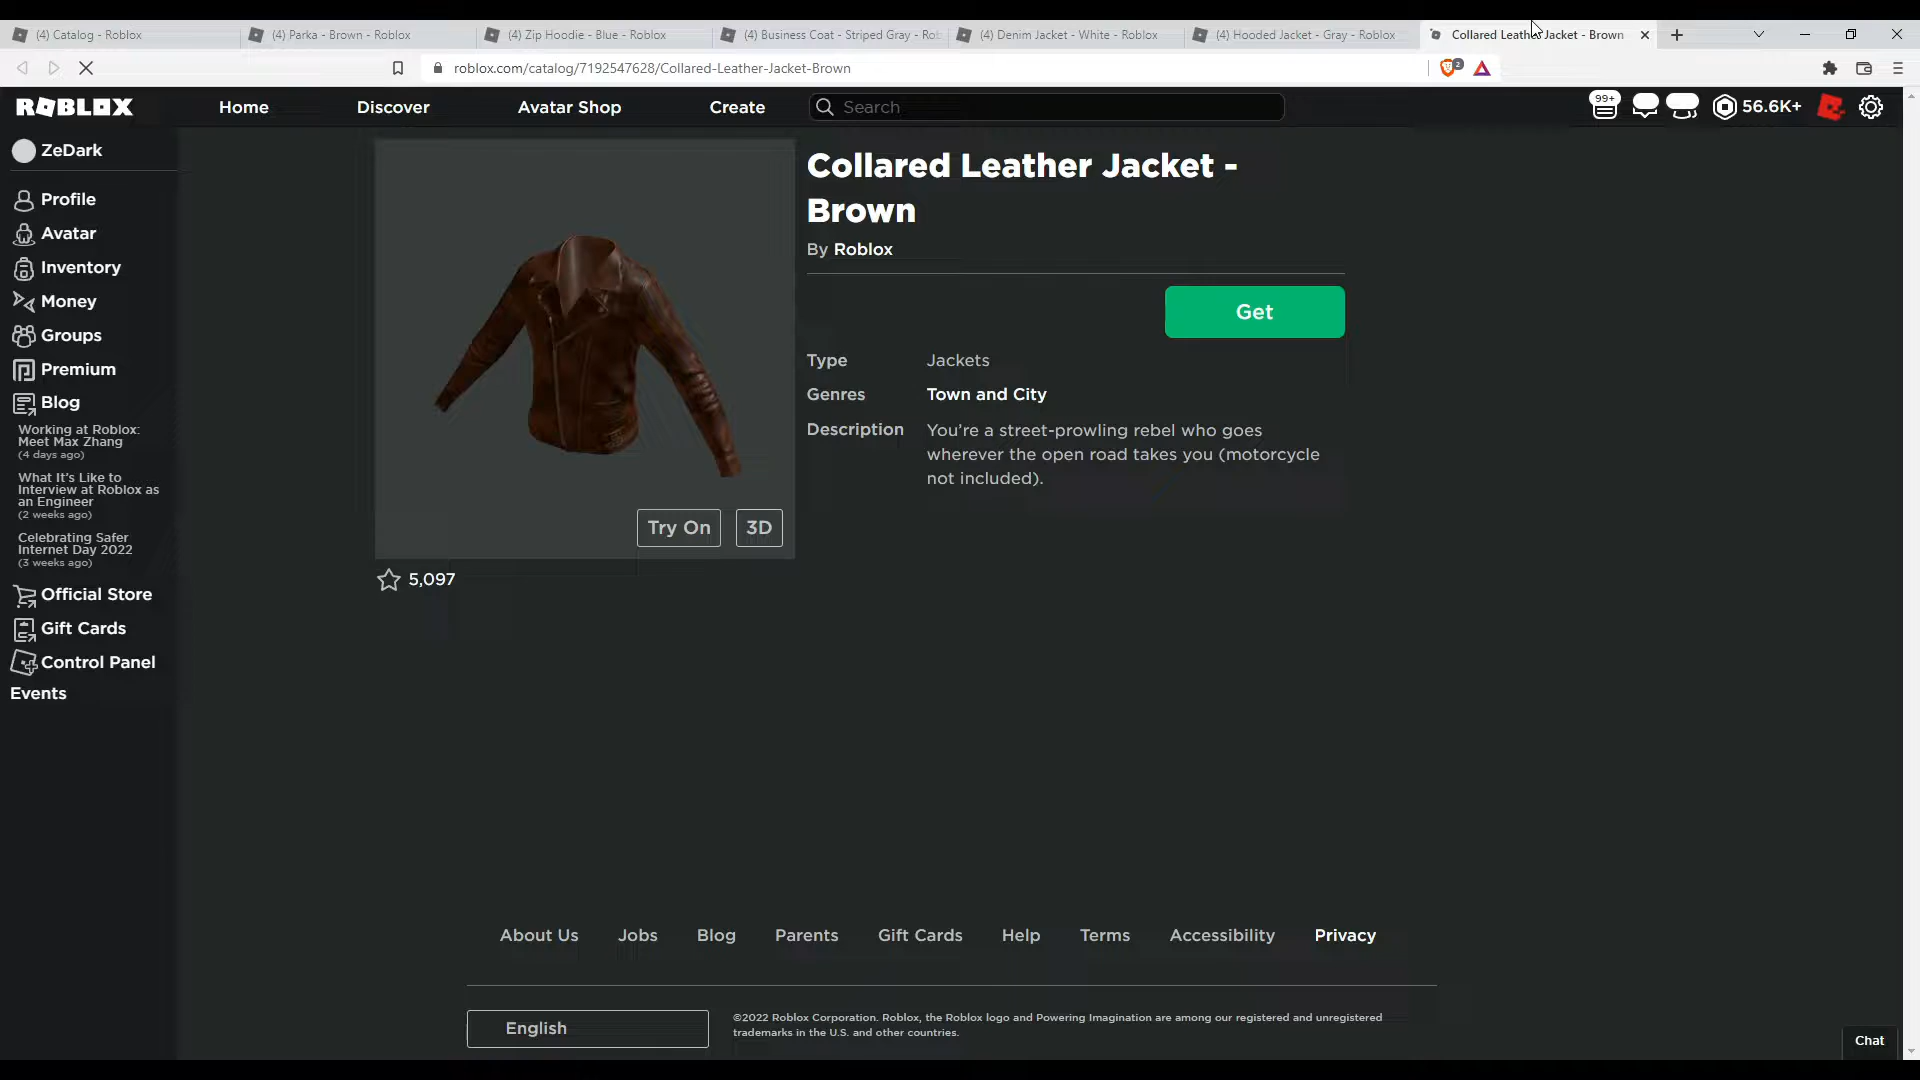 (4) Catalog - Roblox
(4) Parka - Brown - Roblox
(4) Zip Hoodie - Blue - Roblox
(4) Business Coat - Striped Gray - Ro
(4) Denim Jacket - White - Roblox
(4) Hooded Jacket - Gray - Roblox
Collared Leather Jacket - Brown
roblox.com/catalog/7192547628/Collared-Leather-Jacket-Brown
2
ROBLOX
Home
Discover
Avatar Shop
Create
Search
99+
56.6K+
ZeDark
Profile
Avatar
Inventory
Money
Groups
Premium
Blog
Working at Roblox:
Meet Max Zhang
(4 days ago)
What It's Like to
Interview at Roblox as
an Engineer
(2 weeks ago)
Celebrating Safer
Internet Day 2022
(3 weeks ago)
Official Store
Gift Cards
Control Panel
Events
Try On
3D
5,097
Collared Leather Jacket -
Brown
By Roblox
Get
Type Jackets
Genres Town and City
Description You're a street-prowling rebel who goes
wherever the open road takes you (motorcycle
not included).
About Us
Jobs
Blog
Parents
Gift Cards
Help
Terms
Accessibility
Privacy
English
©2022 Roblox Corporation. Roblox, the Roblox logo and Powering Imagination are among our registered and unregistered
trademarks in the U.S. and other countries.
Chat